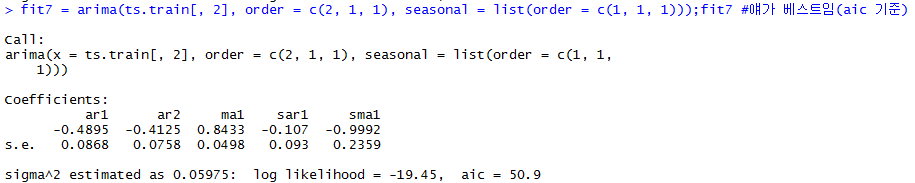 > fit7 = arima(ts.train[, 2], order = c(2, 1, 1), seasonal = list(order = c(1, 1, 1)));fit7 #얘가 베스트임(aic 기준)
Call:
arima(x = ts.train[, 2], order = c(2, 1, 1), seasonal = list(order = c(1, 1,
    1)))
Coefficients:
          ar1      ar2     ma1    sar1     sma1
      -0.4895  -0.4125  0.8433  -0.107  -0.9992
s.e.   0.0868   0.0758  0.0498   0.093   0.2359
sigma^2 estimated as 0.05975:  log likelihood = -19.45,  aic = 50.9